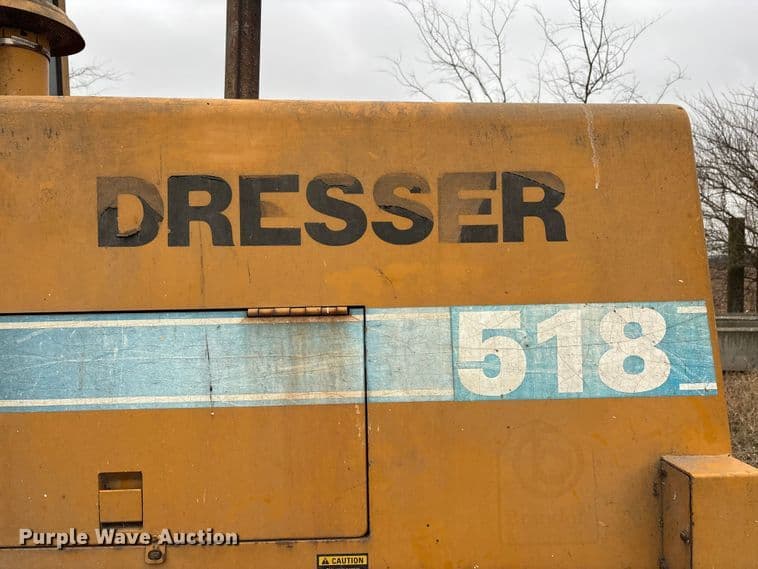 DRESSER
518
Purple Wave Auction
CAUTION